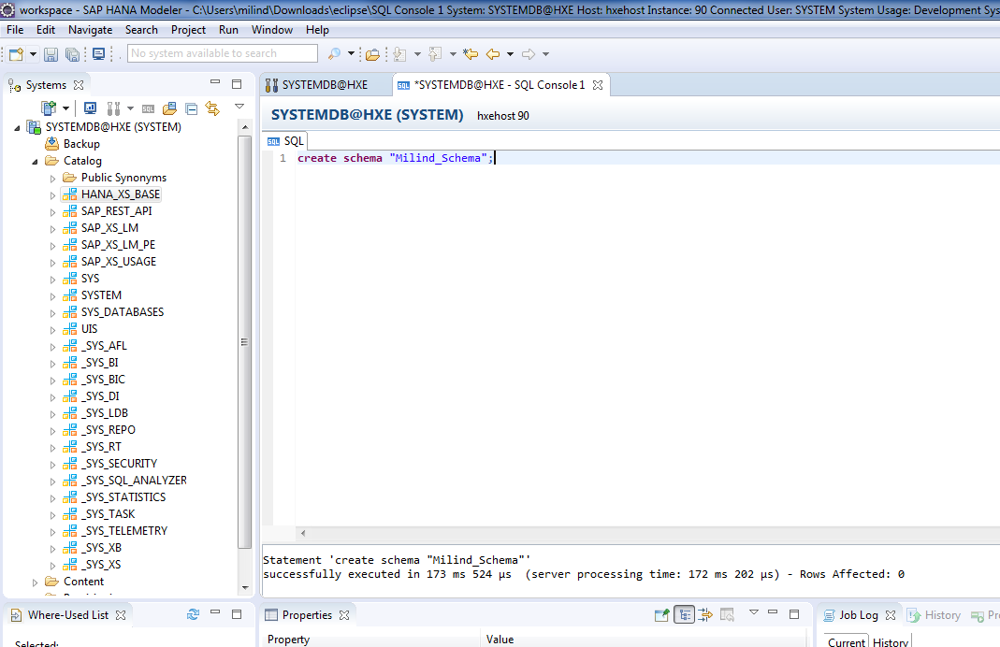 workspace - SAP HANA Modeler - C:\Users\milind\Downloads\eclipse\SQL Console 1 System: SYSTEMDB@HXE Host: hxehost Instance: 90 Connected User: SYSTEM System Usage: Development Sys
File Edit Navigate Search Project Run Window Help
No system available to search
Systems
SYSTEMDB@HXE
SQL *SYSTEMDB@HXE - SQL Console 1
SQL
SYSTEMDB@HXE (SYSTEM) hxehost 90
SYSTEMDB@HXE (SYSTEM)
Backup
Catalog
Public Synonyms
HANA_XS_BASE
SAP_REST_API
SAP_XS_LM
SAP_XS_LM_PE
SAP_XS_USAGE
SYS
SYSTEM
SYS_DATABASES
UIS
_SYS_AFL
_SYS_BI
_SYS_BIC
_SYS_DI
_SYS_LDB
_SYS_REPO
_SYS_RT
_SYS_SECURITY
_SYS_SQL_ANALYZER
_SYS_STATISTICS
_SYS_TASK
_SYS_TELEMETRY
_SYS_XB
_SYS_XS
Content
SQL SQL
1 create schema "Milind_Schema";
Statement 'create schema "Milind_Schema"'
successfully executed in 173 ms 524 µs (server processing time: 172 ms 202 µs) - Rows Affected: 0
Where-Used List
Selected:
Properties
Property Value
Job Log History Pr
Current History